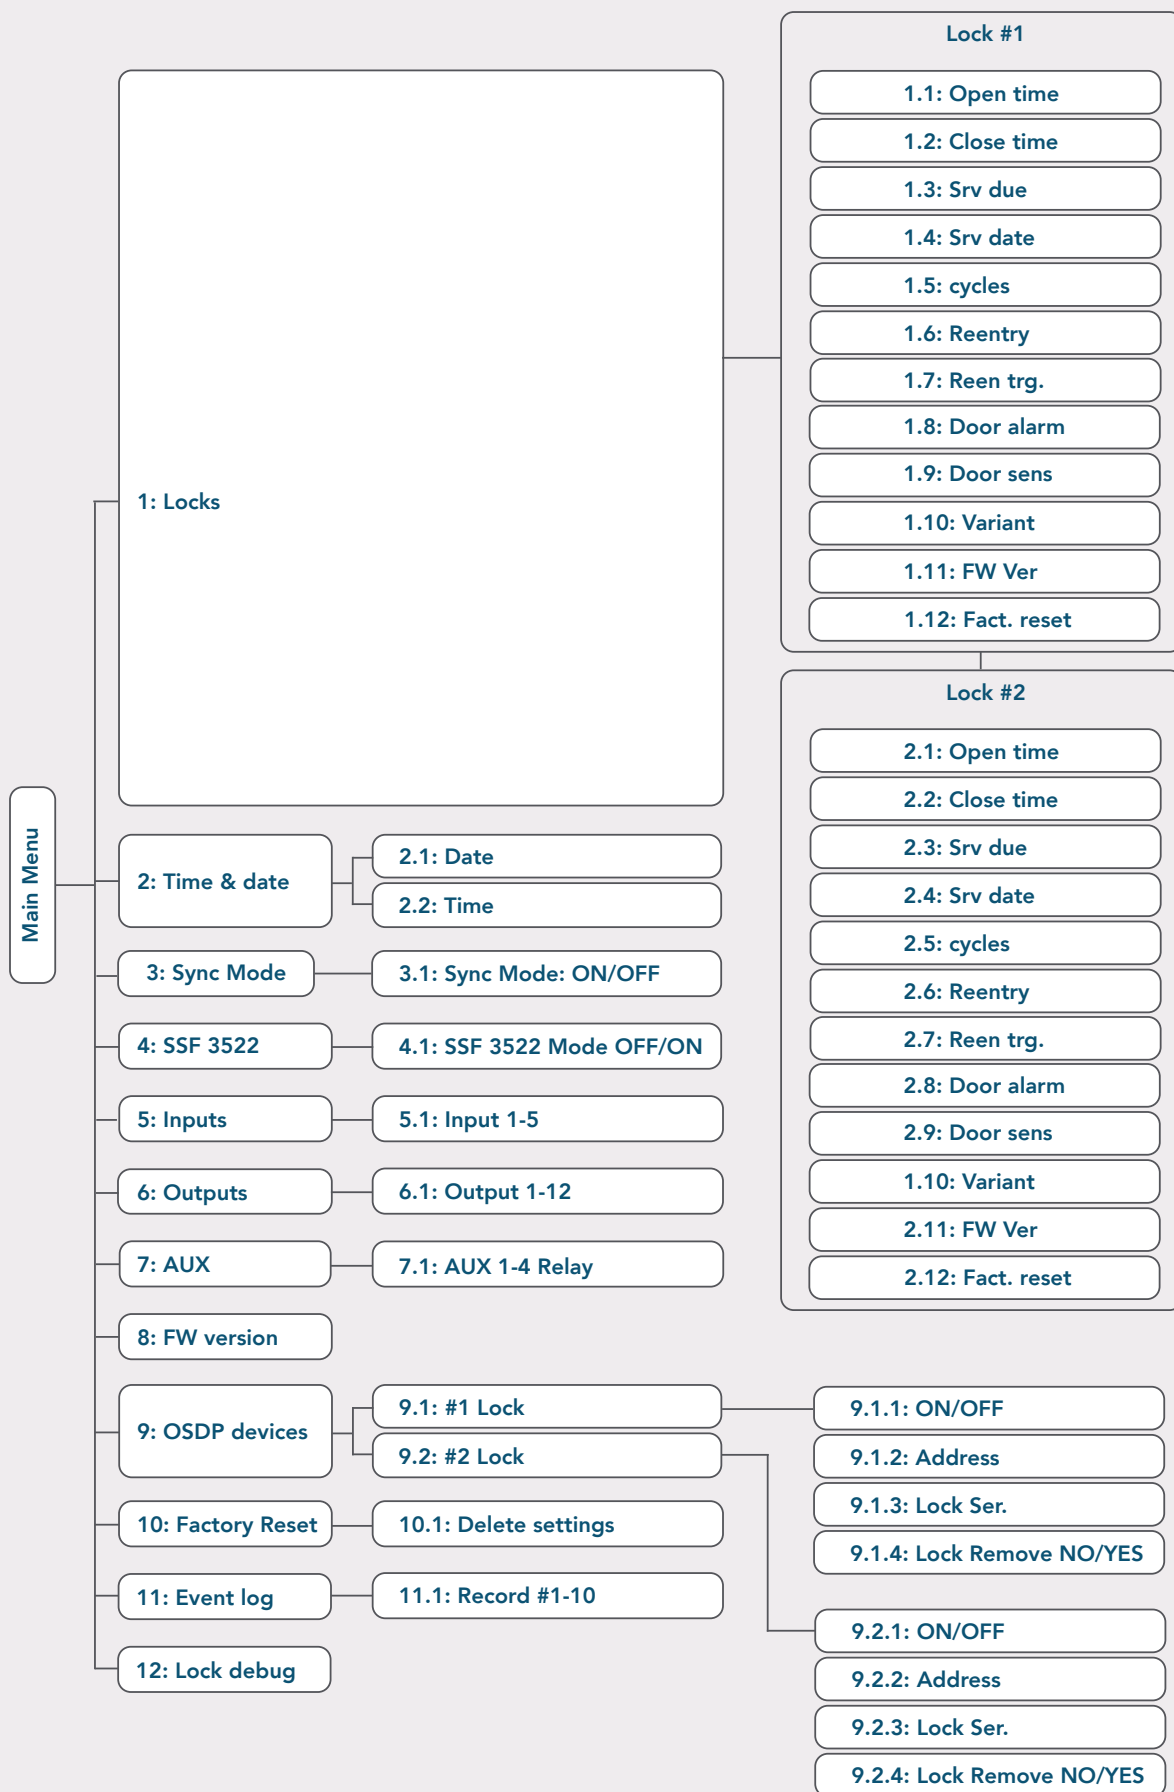 Main Menu
1: Locks
Lock #1
1.1: Open time
1.2: Close time
1.3: Srv due
1.4: Srv date
1.5: cycles
1.6: Reentry
1.7: Reen trg.
1.8: Door alarm
1.9: Door sens
1.10: Variant
1.11: FW Ver
1.12: Fact. reset
Lock #2
2.1: Open time
2.2: Close time
2.3: Srv due
2.4: Srv date
2.5: cycles
2.6: Reentry
2.7: Reen trg.
2.8: Door alarm
2.9: Door sens
1.10: Variant
2.11: FW Ver
2.12: Fact. reset
2: Time & date
2.1: Date
2.2: Time
3: Sync Mode
3.1: Sync Mode: ON/OFF
4: SSF 3522
4.1: SSF 3522 Mode OFF/ON
5: Inputs
5.1: Input 1-5
6: Outputs
6.1: Output 1-12
7: AUX
7.1: AUX 1-4 Relay
8: FW version
9: OSDP devices
9.1: #1 Lock
9.1.1: ON/OFF
9.1.2: Address
9.1.3: Lock Ser.
9.1.4: Lock Remove NO/YES
9.2: #2 Lock
9.2.1: ON/OFF
9.2.2: Address
9.2.3: Lock Ser.
9.2.4: Lock Remove NO/YES
10: Factory Reset
10.1: Delete settings
11: Event log
11.1: Record #1-10
12: Lock debug